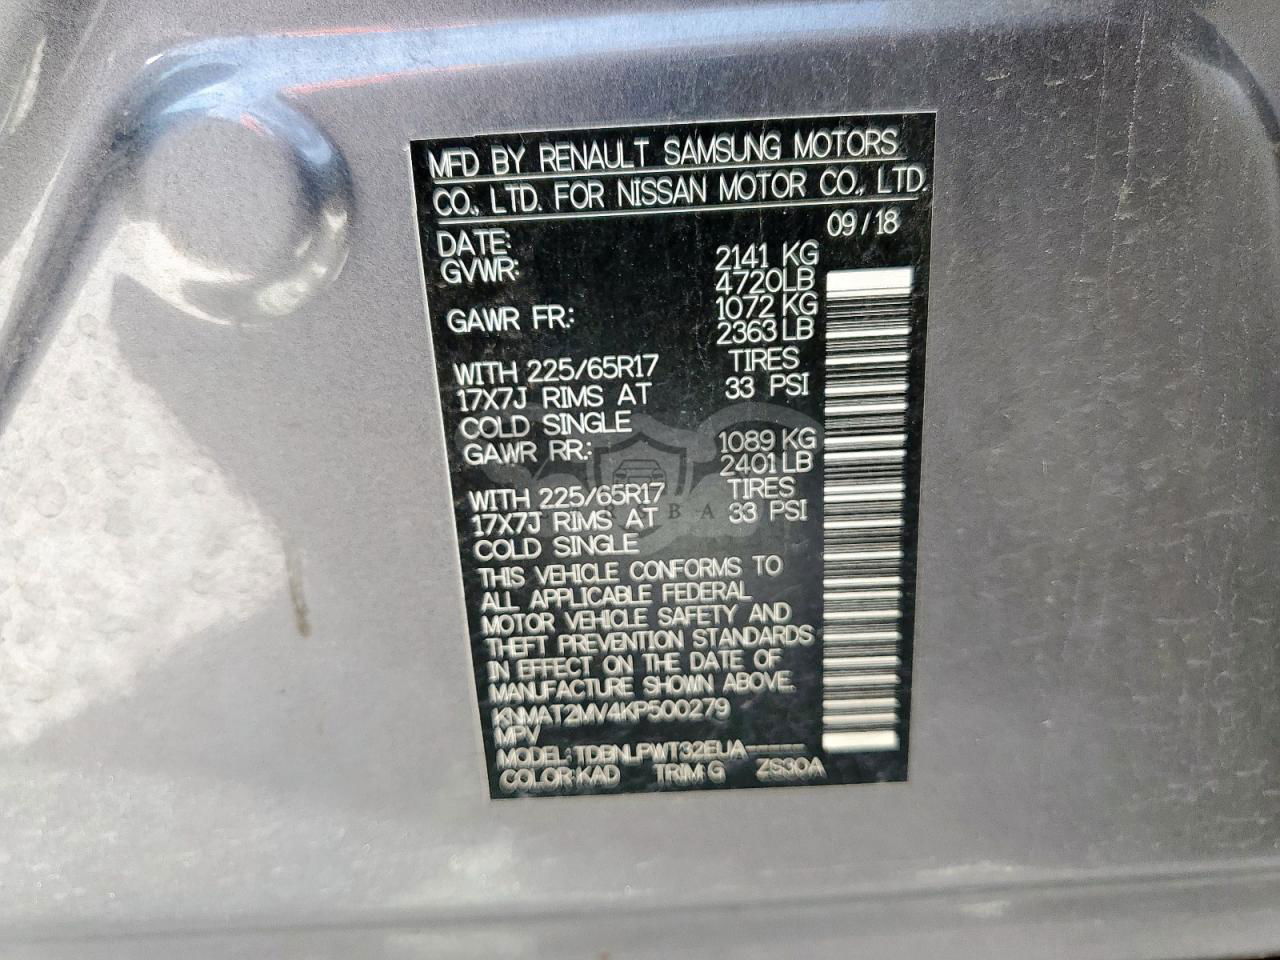 MFD BY RENAULT SAMSUNG MOTORS
CO., LTD. FOR NISSAN MOTOR CO., LTD.
DATE: 09/18
GVWR: 2141 KG
4720LB
GAWR FR: 1072 KG
2363 LB
WITH 225/65R17 TIRES
17X7J RIMS AT 33 PSI
COLD SINGLE
GAWR RR: 1089 KG
2401 LB
WITH 225/65R17 TIRES
17X7J RIMS AT 33 PSI
COLD SINGLE
THIS VEHICLE CONFORMS TO
ALL APPLICABLE FEDERAL
MOTOR VEHICLE SAFETY AND
THEFT PREVENTION STANDARDS
IN EFFECT ON THE DATE OF
MANUFACTURE SHOWN ABOVE.
KNMAT2MV4KP500279
MPV
MODEL: TDBNLPWT32EUA-----
COLOR:KAD TRIM:G ZS30A